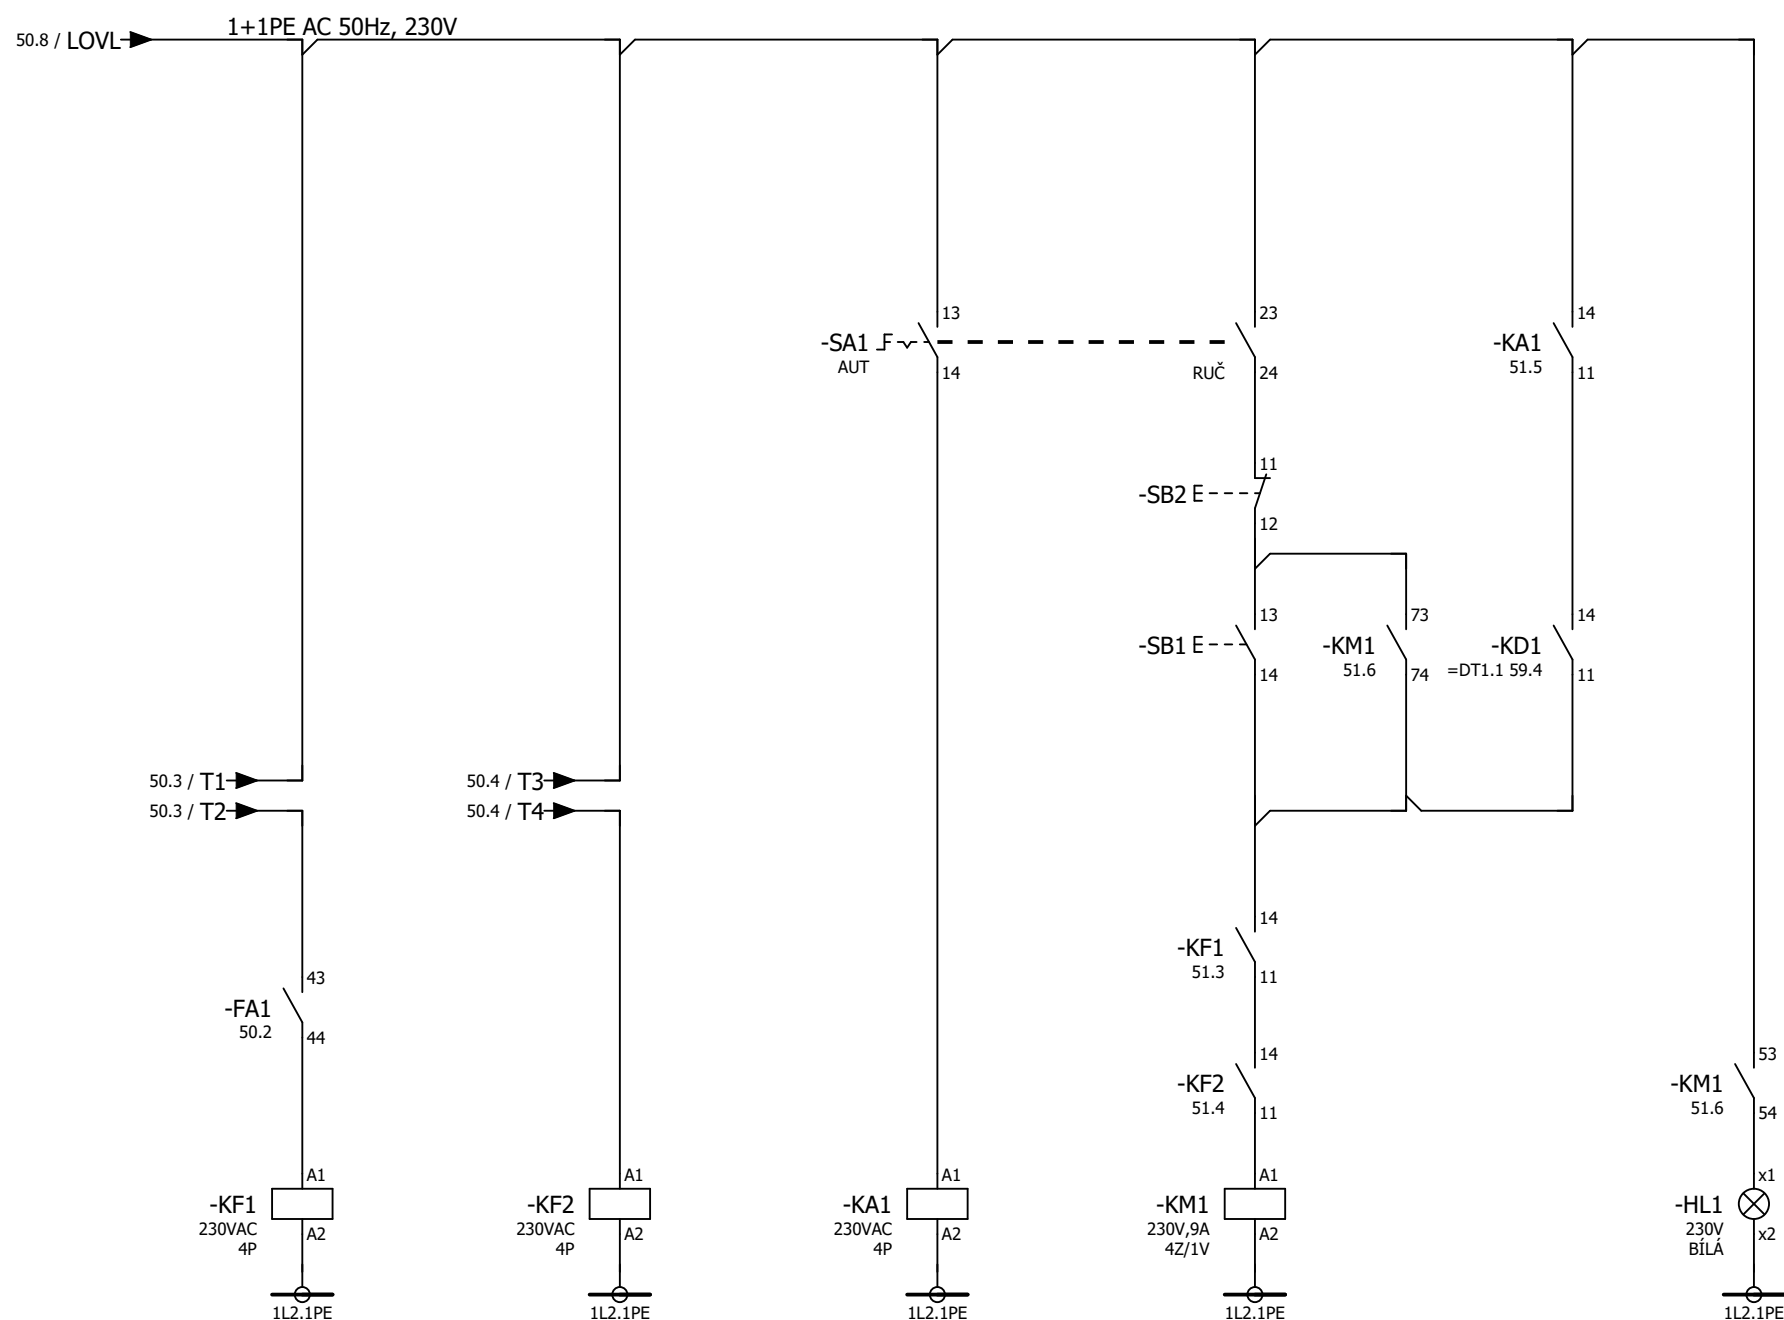 1+1PE AC 50Hz, 230V
50.8 / LOVL
13
23
14
-SA1
AUT
14
RUČ
24
-KA1
51.5
11
11
-SB2
12
13
73
14
-SB1
14
-KM1
51.6
74
-KD1
=DT1.1 59.4
11
50.3 / T1
50.4 / T3
50.3 / T2
50.4 / T4
14
-KF1
51.3
11
43
-FA1
50.2
44
14
-KF2
51.4
11
53
-KM1
51.6
54
A1
-KF1
230VAC
4P
A2
A1
-KF2
230VAC
4P
A2
A1
-KA1
230VAC
4P
A2
A1
-KM1
230V,9A
4Z/1V
A2
x1
-HL1
230V
BÍLÁ
x2
1L2.1PE
1L2.1PE
1L2.1PE
1L2.1PE
1L2.1PE